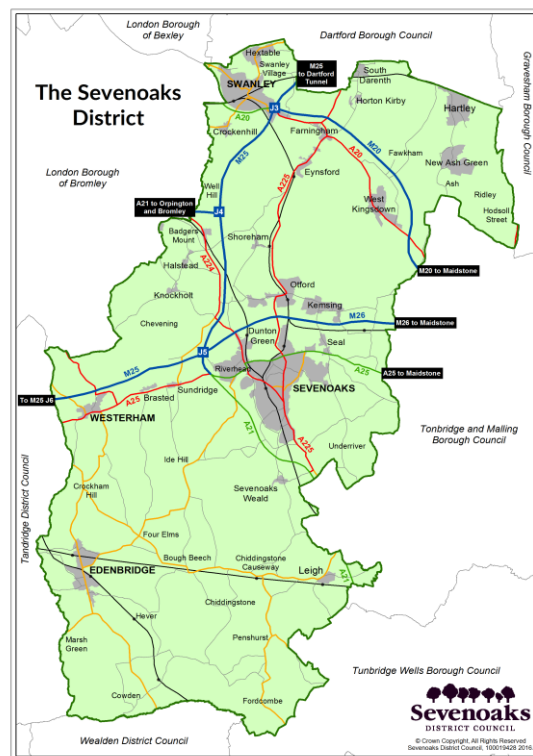 London Borough
of Bexley
Dartford Borough Council
Gravesham Borough Council
The Sevenoaks
District
Hextable
Swanley
Village
SWANLEY
M25
to Dartford
Tunnel
South
Darenth
Horton Kirby
Hartley
J3
A20
Crockenhill
Farningham
M25
M20
A20
Fawkham
New Ash Green
Ash
Ridley
Hodsoll
Street
London Borough
of Bromley
Eynsford
A225
Well
Hill
West
Kingsdown
A21 to Orpington
and Bromley
J4
Badgers
Mount
Shoreham
A224
Halstead
M20 to Maidstone
Knockholt
Otford
Kemsing
Chevening
Dunton
Green
M26
M26 to Maidstone
Seal
J5
M25
Riverhead
A25
A25 to Maidstone
To M25 J6
A25
Brasted
Sundridge
SEVENOAKS
WESTERHAM
A21
A225
Tonbridge and Malling
Borough Council
Underriver
Ide Hill
Sevenoaks
Weald
Crockham
Hill
Tandridge District Council
Four Elms
Bough Beech
Chiddingstone
Causeway
Leigh
A21
EDENBRIDGE
Chiddingstone
Hever
Marsh
Green
Penshurst
Tunbridge Wells Borough Council
Cowden
Fordcombe
Wealden District Council
Sevenoaks
DISTRICT COUNCIL
© Crown Copyright, All Rights Reserved
Sevenoaks District Council, 100019428 2016